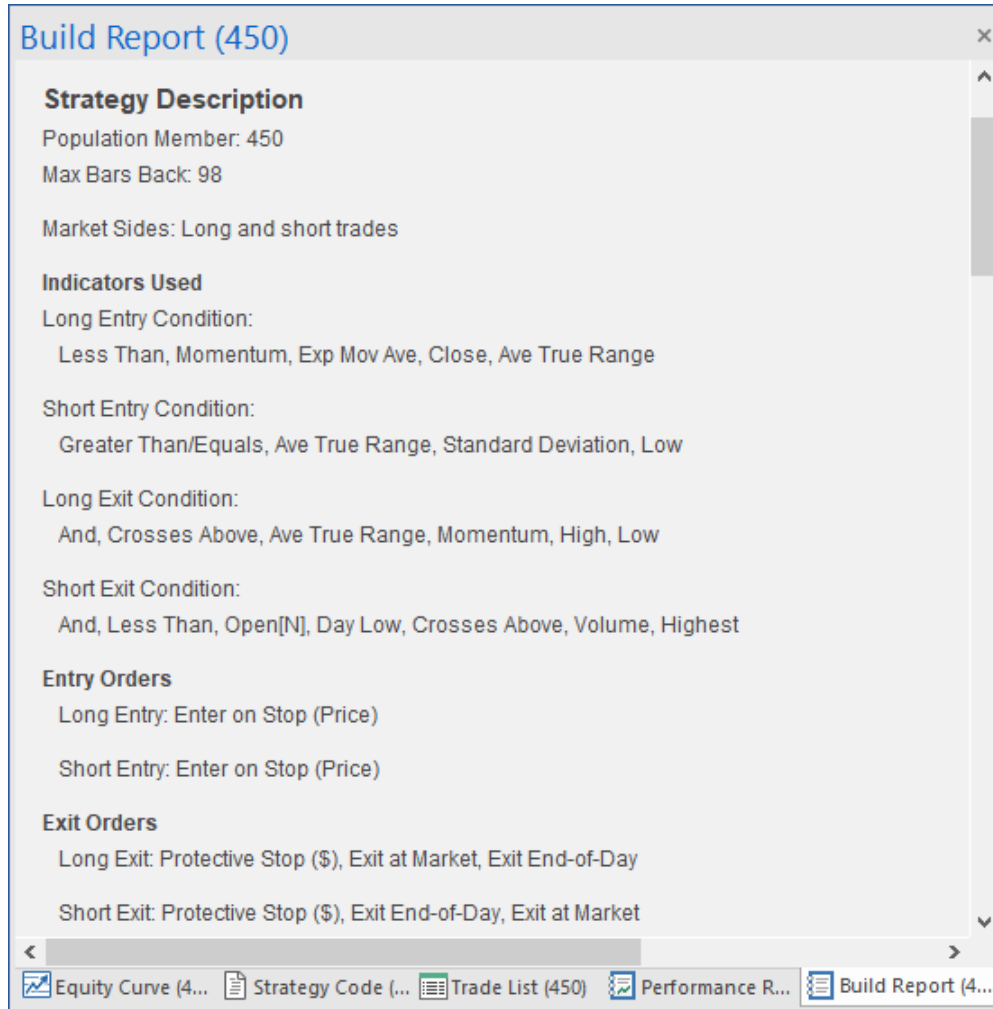 Build Report (450)
Strategy Description
Population Member: 450
Max Bars Back: 98
Market Sides: Long and short trades
Indicators Used
Long Entry Condition:
Less Than, Momentum, Exp Mov Ave, Close, Ave True Range
Short Entry Condition:
Greater Than/Equals, Ave True Range, Standard Deviation, Low
Long Exit Condition:
And, Crosses Above, Ave True Range, Momentum, High, Low
Short Exit Condition:
And, Less Than, Open[N], Day Low, Crosses Above, Volume, Highest
Entry Orders
Long Entry: Enter on Stop (Price)
Short Entry: Enter on Stop (Price)
Exit Orders
Long Exit: Protective Stop ($), Exit at Market, Exit End-of-Day
Short Exit: Protective Stop ($), Exit End-of-Day, Exit at Market
Equity Curve (4... Strategy Code (... Trade List (450) Performance R... Build Report (4...